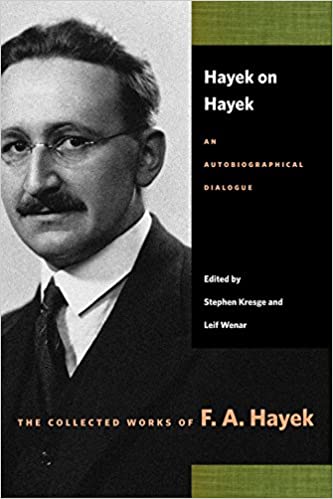 Hayek on
Hayek
AN
AUTOBIOGRAPHICAL
DIALOGUE
Edited by
Stephen Kresge and
Leif Wenar
THE COLLECTED WORKS OF F. A. Hayek